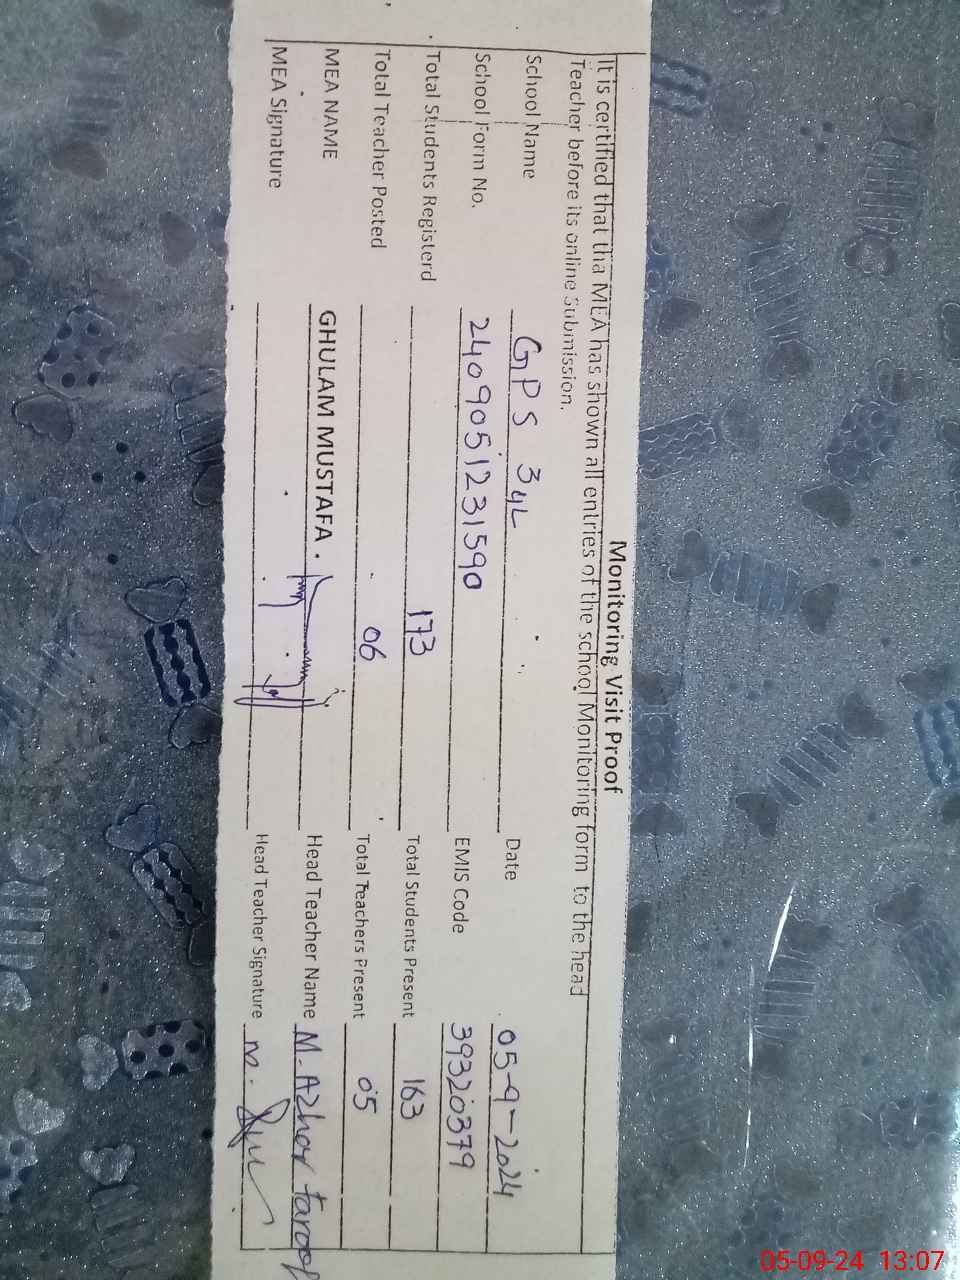 Monitoring Visit Proof
It is certified that tha MEA has shown all entries of the school Monitoring form to the head
Teacher before its online submission.
School Name GPS 34L Date 05-9-2024
School Form No. 2409051231590 EMIS Code 39320379
Total Students Registerd 173 Total Students Present 163
Total Teacher Posted 06 Total Teachers Present 05
MEA NAME GHULAM MUSTAFA. Head Teacher Name M. Azhar farooq
MEA Signature Head Teacher Signature M.
05-09-24 13:07